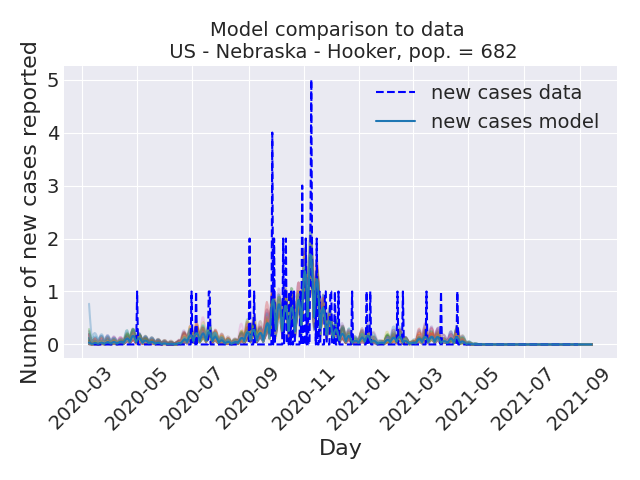 Model comparison to data
US - Nebraska - Hooker, pop. = 682
Number of new cases reported
5
4
3
2
1
0
new cases data
new cases model
2020-03
2020-05
2020-07
2020-09
2020-11
2021-01
2021-03
2021-05
2021-07
2021-09
Day